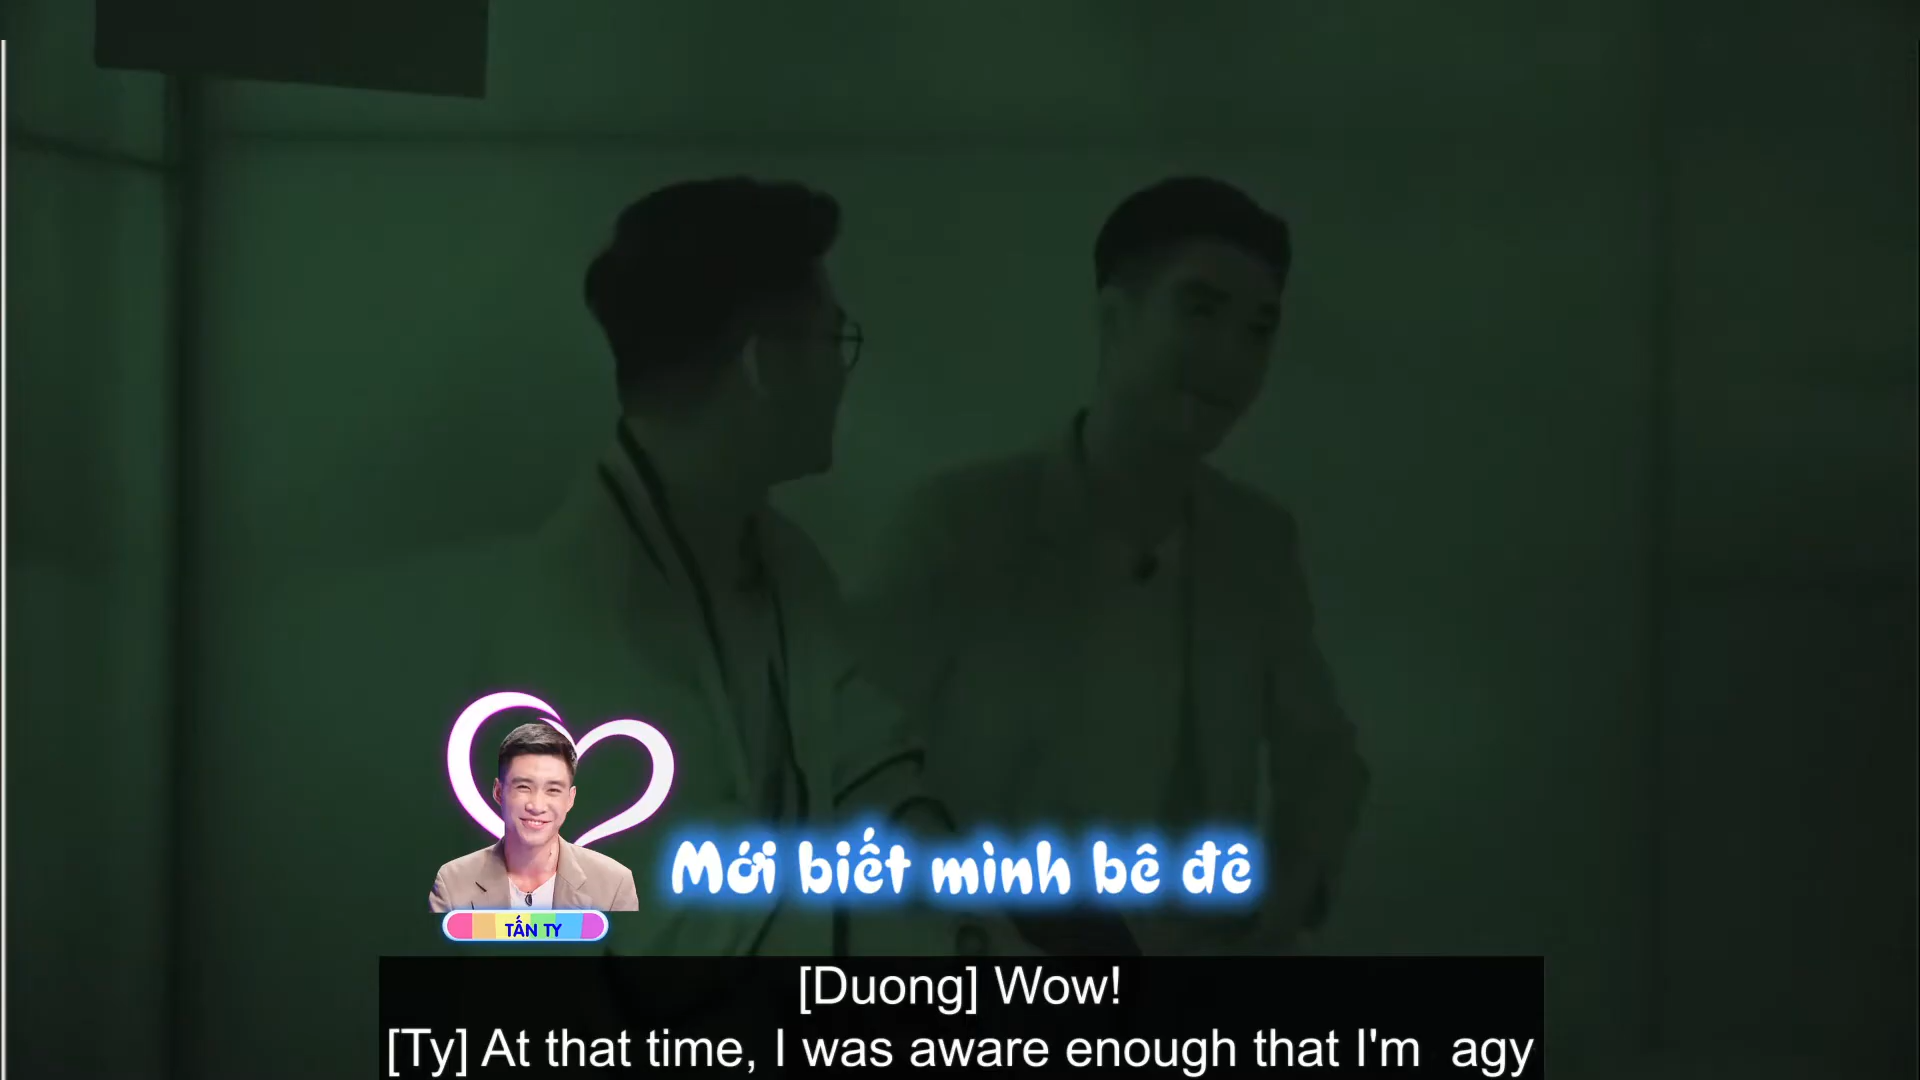 Mới biết mình bê đê
TẤN TY
[Duong] Wow!
[Ty] At that time, I was aware enough that I'm  agy